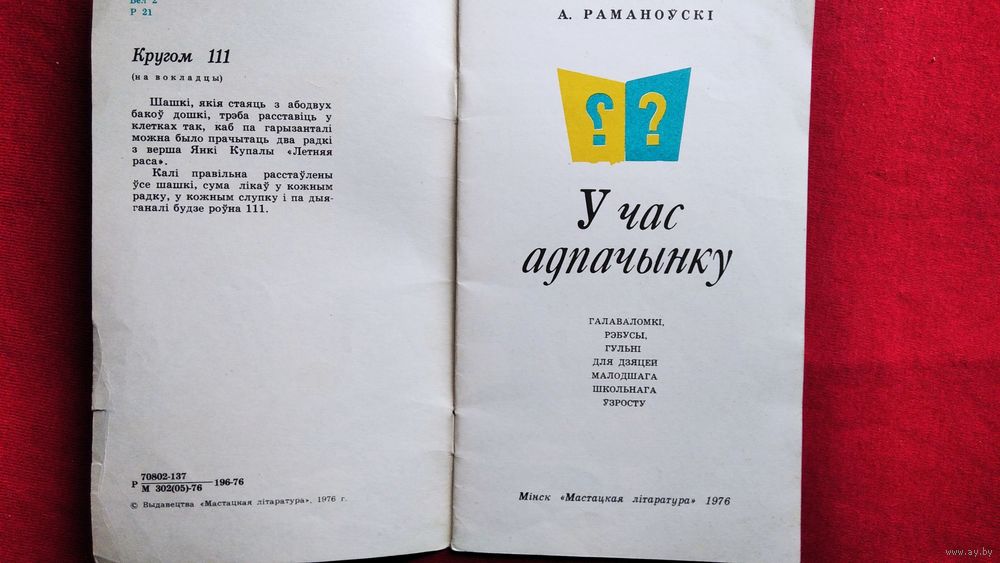 Бел 2
Р 21
Кругом 111
(на вокладцы)
Шашкі, якія стаяць з абодвух
бакоў дошкі, трэба расставіць у
клетках так, каб па гарызанталі
можна было прачытаць два радкі
з верша Янкі Купалы «Летняя
раса».
Калі правільна расстаўлены
ўсе шашкі, сума лікаў у кожным
радку, у кожным слупку і па дыя-
ганалі будзе роўна 111.
Р 70802-137 196-76
М 302(05)-76
© Выдавецтва «Мастацкая літаратура», 1976 г.
А. РАМАНОЎСКІ
? ?
У час
адпачынку
ГАЛАВАЛОМКІ,
РЭБУСЫ,
ГУЛЬНІ
ДЛЯ ДЗЯЦЕЙ
МАЛОДШАГА
ШКОЛЬНАГА
ЎЗРОСТУ
Мінск «Мастацкая літаратура» 1976
www.ay.by